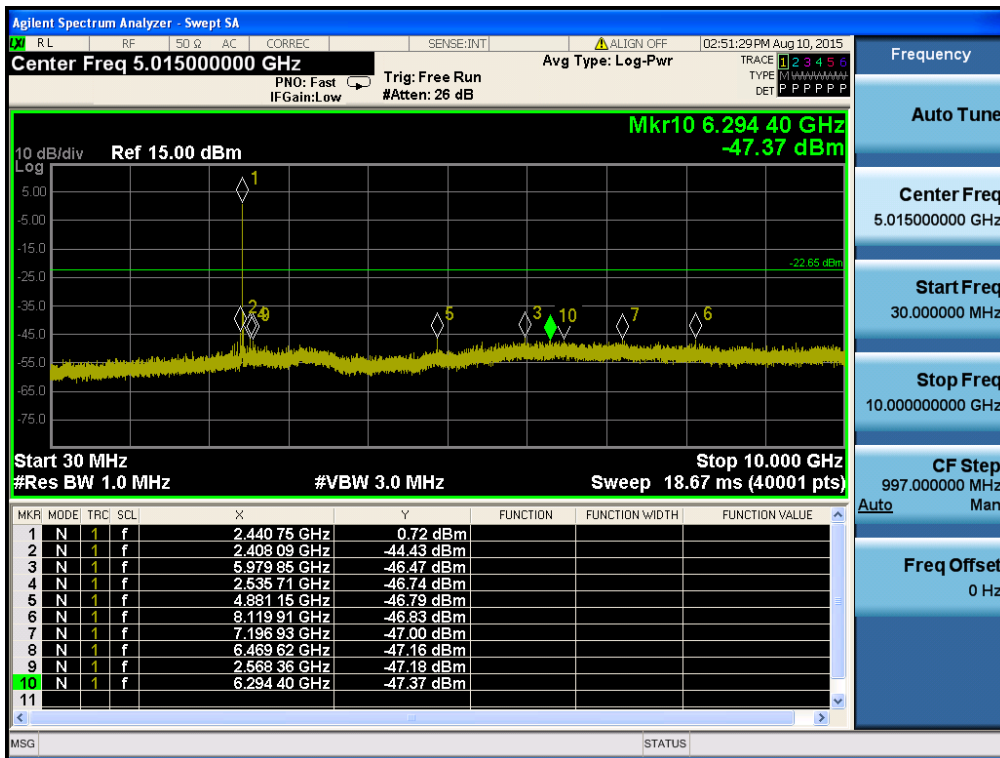 Agilent Spectrum Analyzer - Swept SA
LXI RL RF 50 Ω AC CORREC SENSE:INT ALIGN OFF 02:51:29 PM Aug 10, 2015
Center Freq 5.015000000 GHz
PNO: Fast
IFGain:Low
Trig: Free Run
#Atten: 26 dB
Avg Type: Log-Pwr
TRACE 1 2 3 4 5 6
TYPE M WWWWW
DET P P P P P P
Mkr10 6.294 40 GHz
-47.37 dBm
10 dB/div Ref 15.00 dBm
Log
5.00
-5.00
-15.0
-25.0
-35.0
-45.0
-55.0
-65.0
-75.0
-22.65 dBm
1
2 4 9 5 3 10 7 6
Start 30 MHz Stop 10.000 GHz
#Res BW 1.0 MHz #VBW 3.0 MHz Sweep 18.67 ms (40001 pts)
MKR MODE TRC SCL X Y FUNCTION FUNCTION WIDTH FUNCTION VALUE
1 N 1 f 2.440 75 GHz 0.72 dBm
2 N 1 f 2.408 09 GHz -44.43 dBm
3 N 1 f 5.979 85 GHz -46.47 dBm
4 N 1 f 2.535 71 GHz -46.74 dBm
5 N 1 f 4.881 15 GHz -46.79 dBm
6 N 1 f 8.119 91 GHz -46.83 dBm
7 N 1 f 7.196 93 GHz -47.00 dBm
8 N 1 f 6.469 62 GHz -47.16 dBm
9 N 1 f 2.568 36 GHz -47.18 dBm
10 N 1 f 6.294 40 GHz -47.37 dBm
11
MSG STATUS
Frequency
Auto Tune
Center Freq
5.015000000 GHz
Start Freq
30.000000 MHz
Stop Freq
10.000000000 GHz
CF Step
997.000000 MHz
Auto Man
Freq Offset
0 Hz